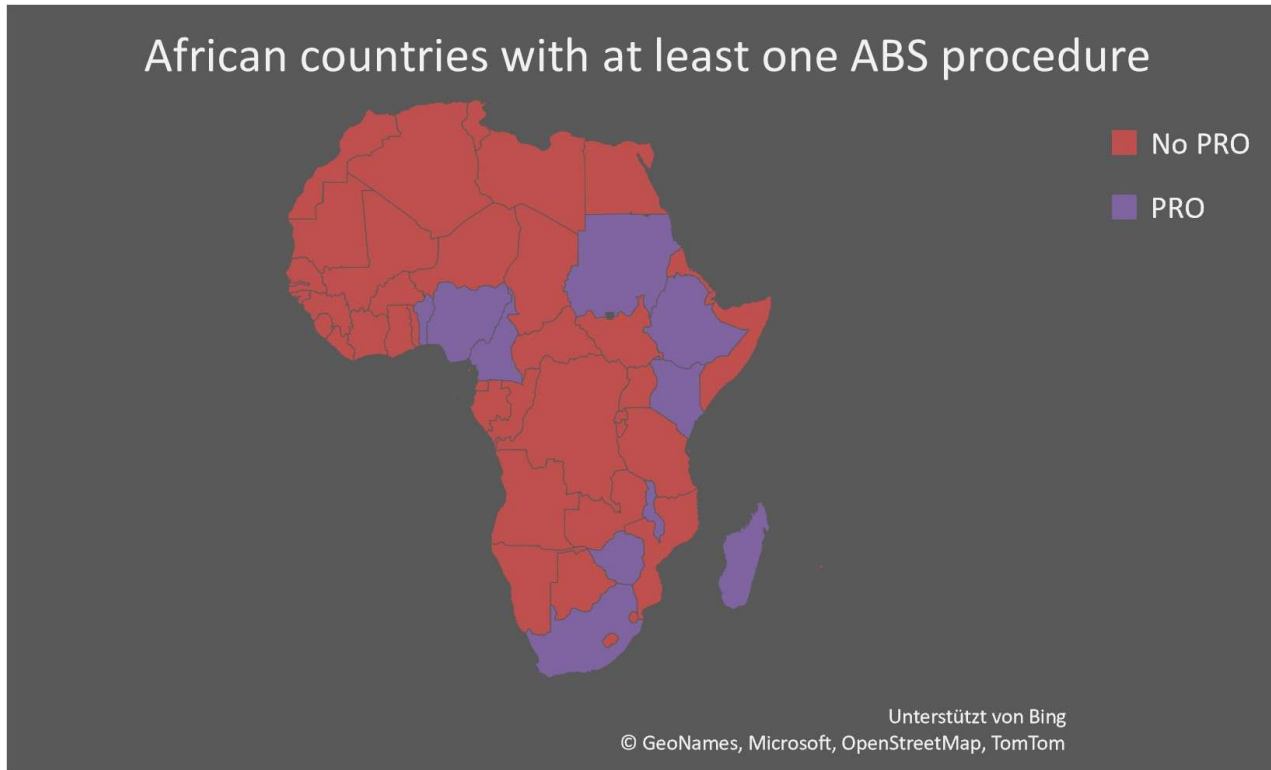 African countries with at least one ABS procedure
No PRO
PRO
Unterstützt von Bing
© GeoNames, Microsoft, OpenStreetMap, TomTom